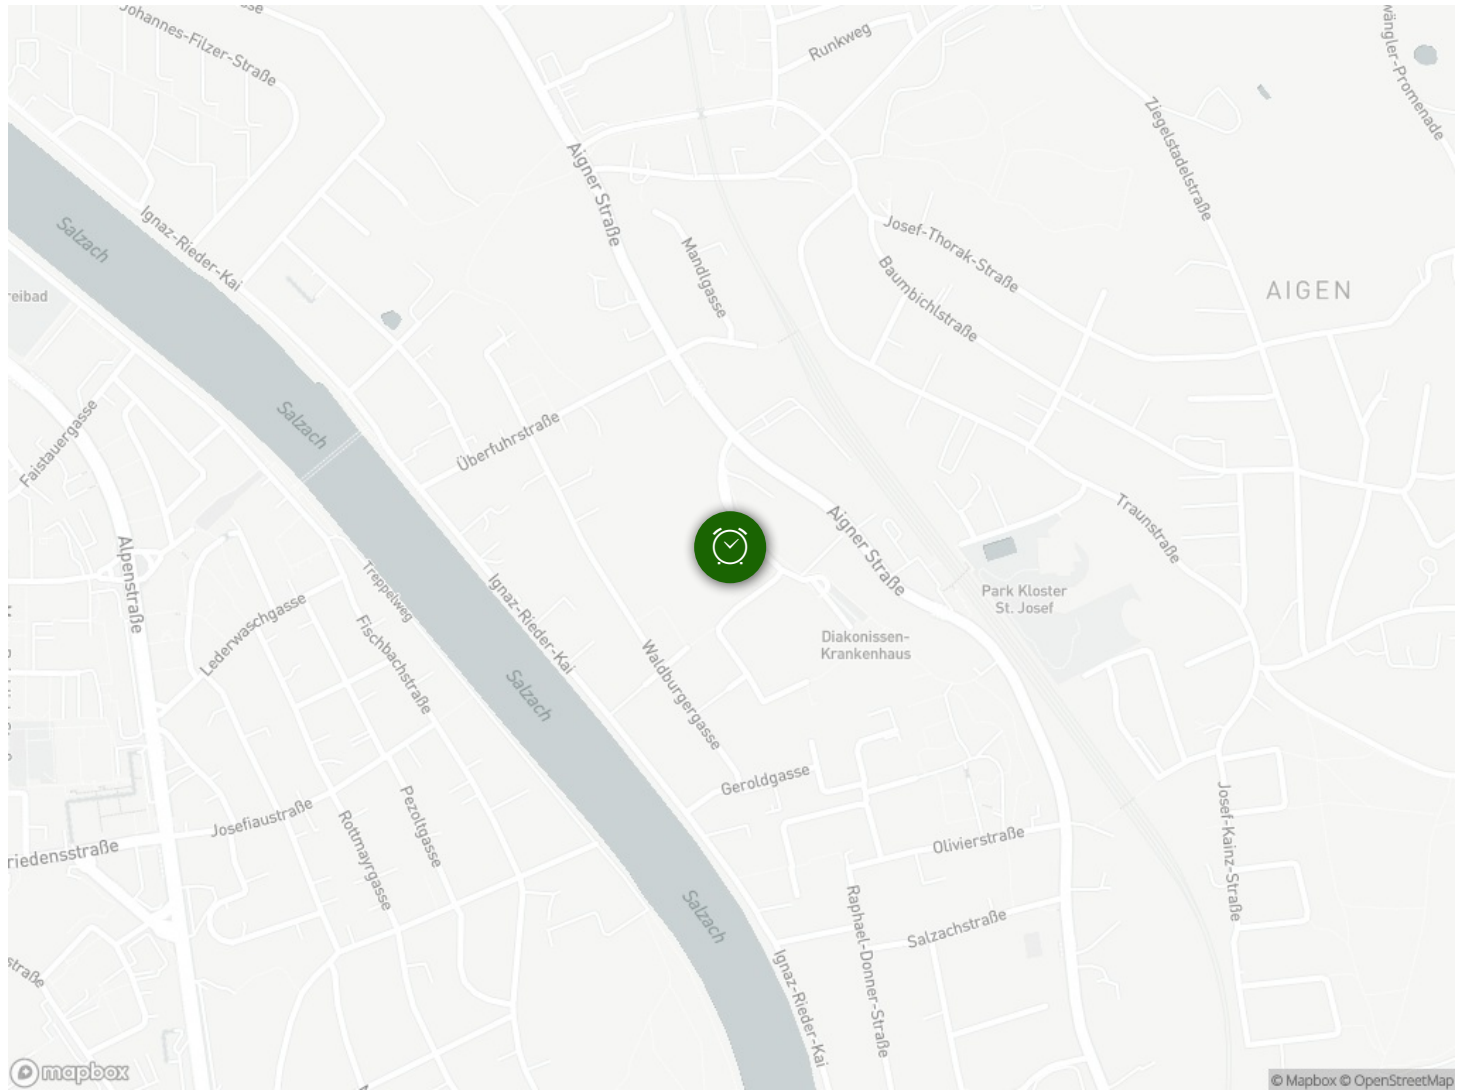 Johannes-Filzer-Straße
Runkweg
Ziegelstadelstraße
Aigner Straße
Salzach
Ignaz-Rieder-Kai
Mandlgasse
Josef-Thorak-Straße
Baumbichlstraße
AIGEN
Salzach
Faistauergasse
Überfuhrstraße
Traunstraße
Aigner Straße
Alpenstraße
Treppelweg
Lederwaschgasse
Fischbachstraße
Ignaz-Rieder-Kai
Park Kloster
St. Josef
Diakonissen-
Krankenhaus
Waldburgergasse
Salzach
Geroldgasse
Josefiaustraße
Rottmayrgasse
Pezoltgasse
Olivierstraße
Josef-Kainz-Straße
Salzach
Raphael-Donner-Straße
Salzachstraße
Ignaz-Rieder-Kai
mapbox
© Mapbox © OpenStreetMap